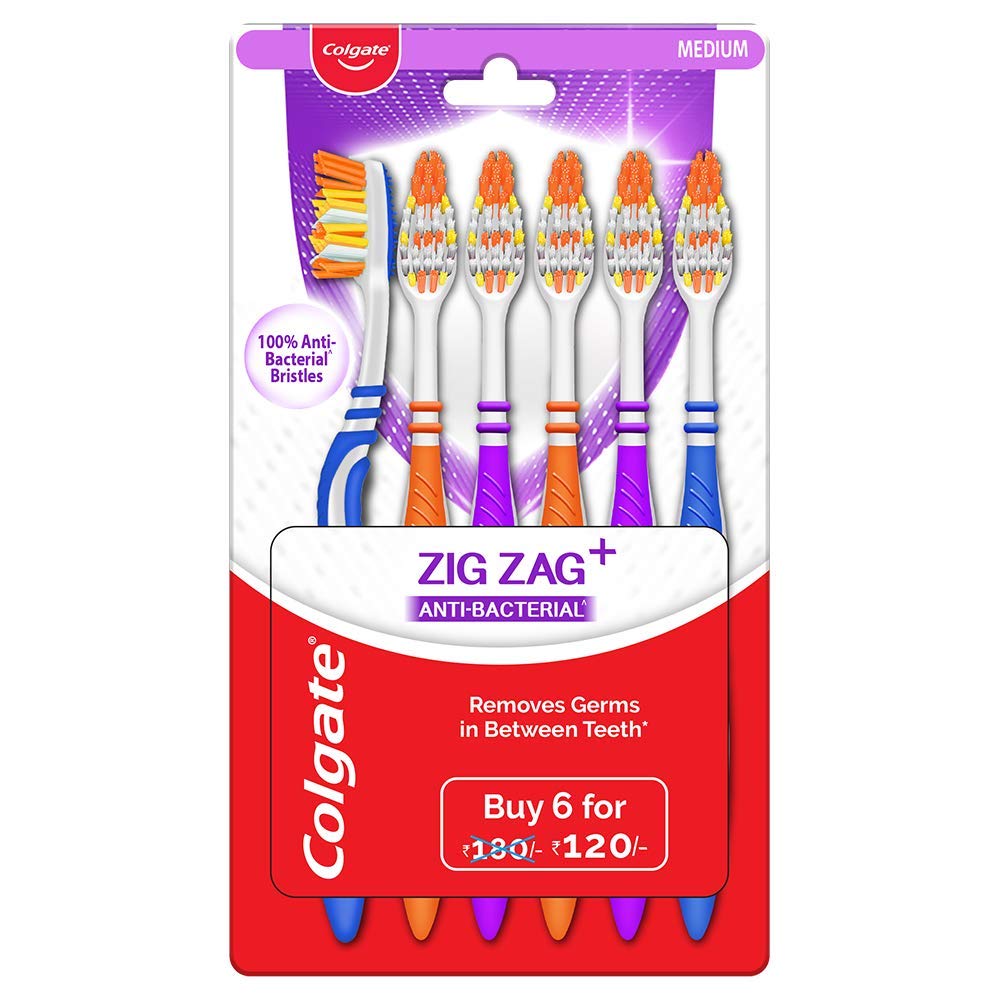 Colgate
MEDIUM
100% Anti-
Bacterial^
Bristles
ZIG ZAG+
ANTI-BACTERIAL^
Colgate®
Removes Germs
in Between Teeth*
Buy 6 for
₹180/- ₹120/-